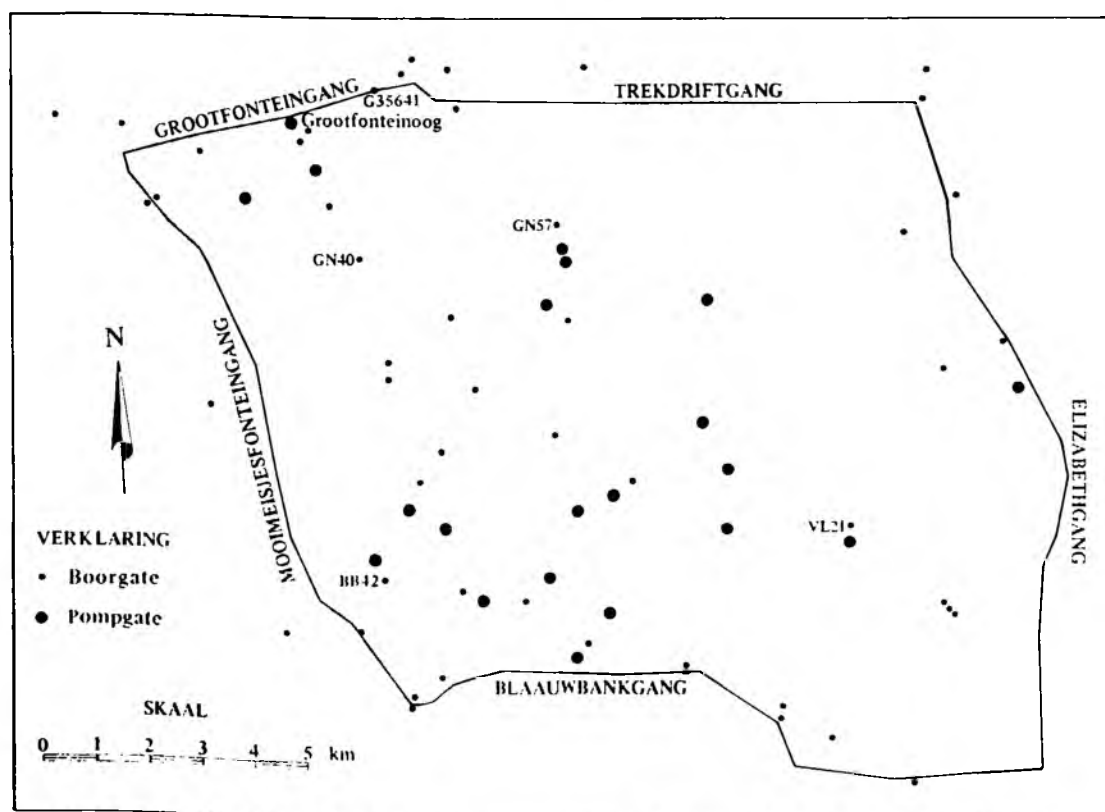 TREKDRIFTGANG
GROOTFONTEINGANG
G35641
Grootfonteinoog
GN57
GN40
N
MOOIMEISJESFONTEINGANG
ELIZABETHGANG
VL21
VERKLARING
Boorgate
Pompgate
BB42
BLAAUWBANKGANG
SKAAL
0 1 2 3 4 5 km